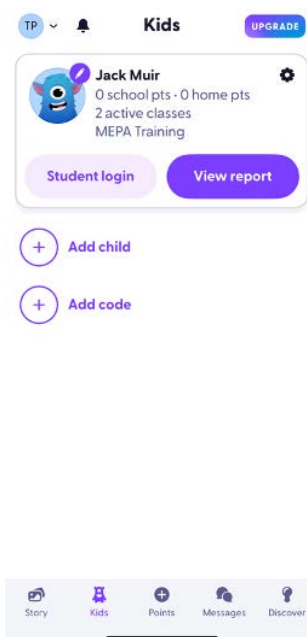 TP
Kids
UPGRADE
Jack Muir
0 school pts · 0 home pts
2 active classes
MEPA Training
Student login
View report
Add child
Add code
Story
Kids
Points
Messages
Discover